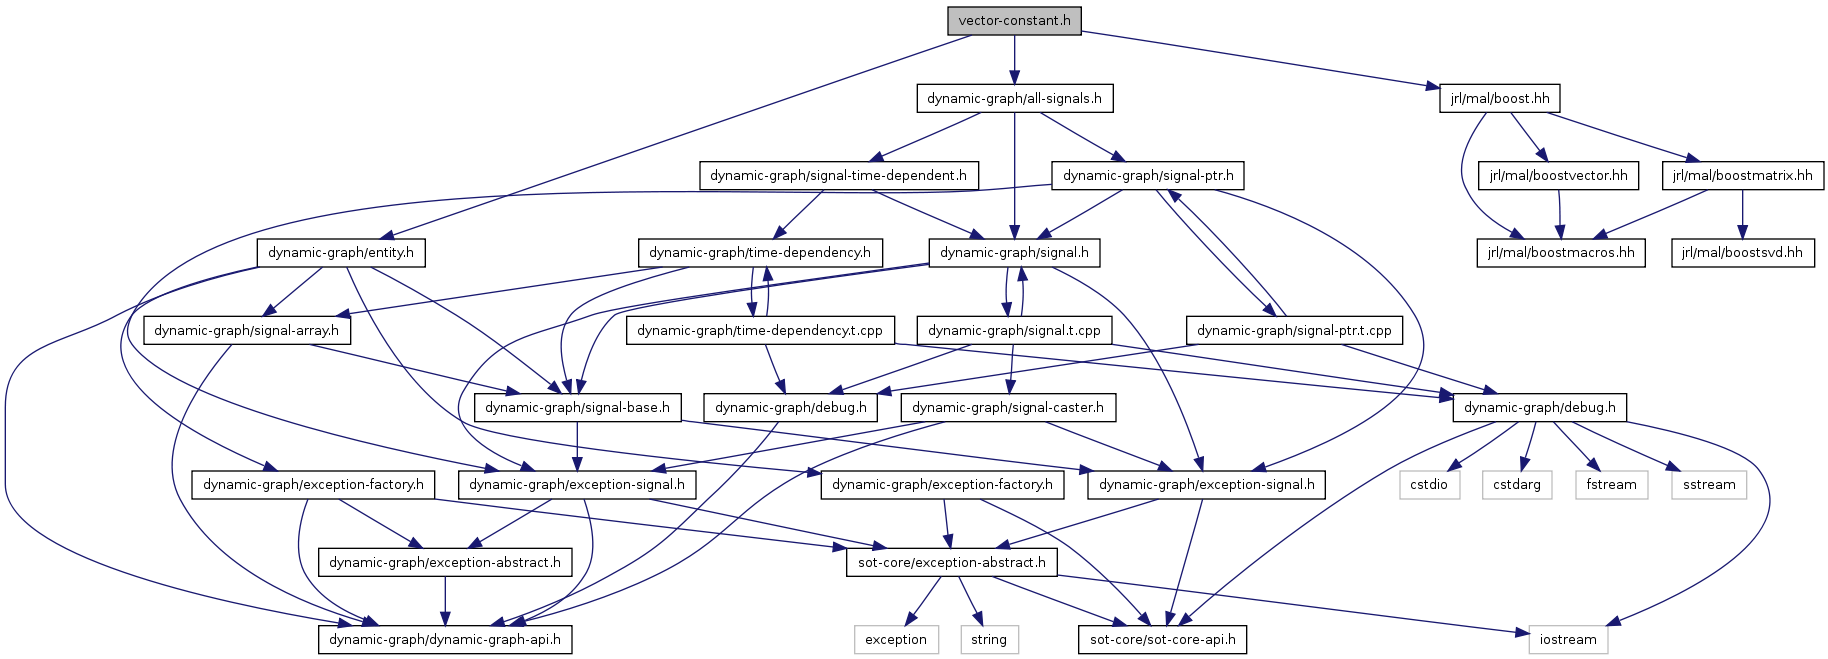 vector-constant.h
dynamic-graph/all-signals.h
jrl/mal/boost.hh
dynamic-graph/signal-time-dependent.h
dynamic-graph/signal-ptr.h
jrl/mal/boostvector.hh
jrl/mal/boostmatrix.hh
dynamic-graph/entity.h
dynamic-graph/time-dependency.h
dynamic-graph/signal.h
jrl/mal/boostmacros.hh
jrl/mal/boostsvd.hh
dynamic-graph/signal-array.h
dynamic-graph/time-dependency.t.cpp
dynamic-graph/signal.t.cpp
dynamic-graph/signal-ptr.t.cpp
dynamic-graph/signal-base.h
dynamic-graph/debug.h
dynamic-graph/signal-caster.h
dynamic-graph/debug.h
dynamic-graph/exception-factory.h
dynamic-graph/exception-signal.h
dynamic-graph/exception-factory.h
dynamic-graph/exception-signal.h
cstdio
cstdarg
fstream
sstream
dynamic-graph/exception-abstract.h
sot-core/exception-abstract.h
dynamic-graph/dynamic-graph-api.h
exception
string
sot-core/sot-core-api.h
iostream